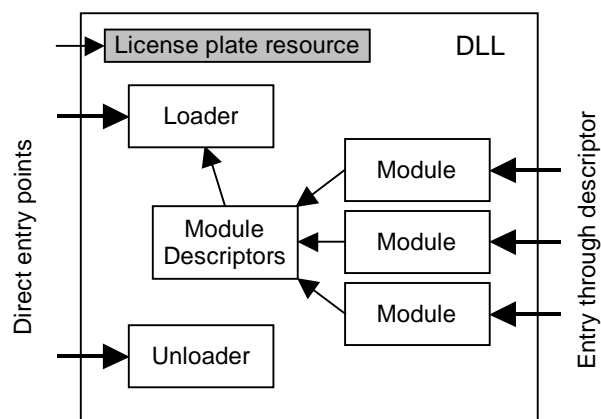 License plate resource
DLL
Loader
Module
Module
Descriptors
Module
Module
Unloader
Direct entry points
Entry through descriptor